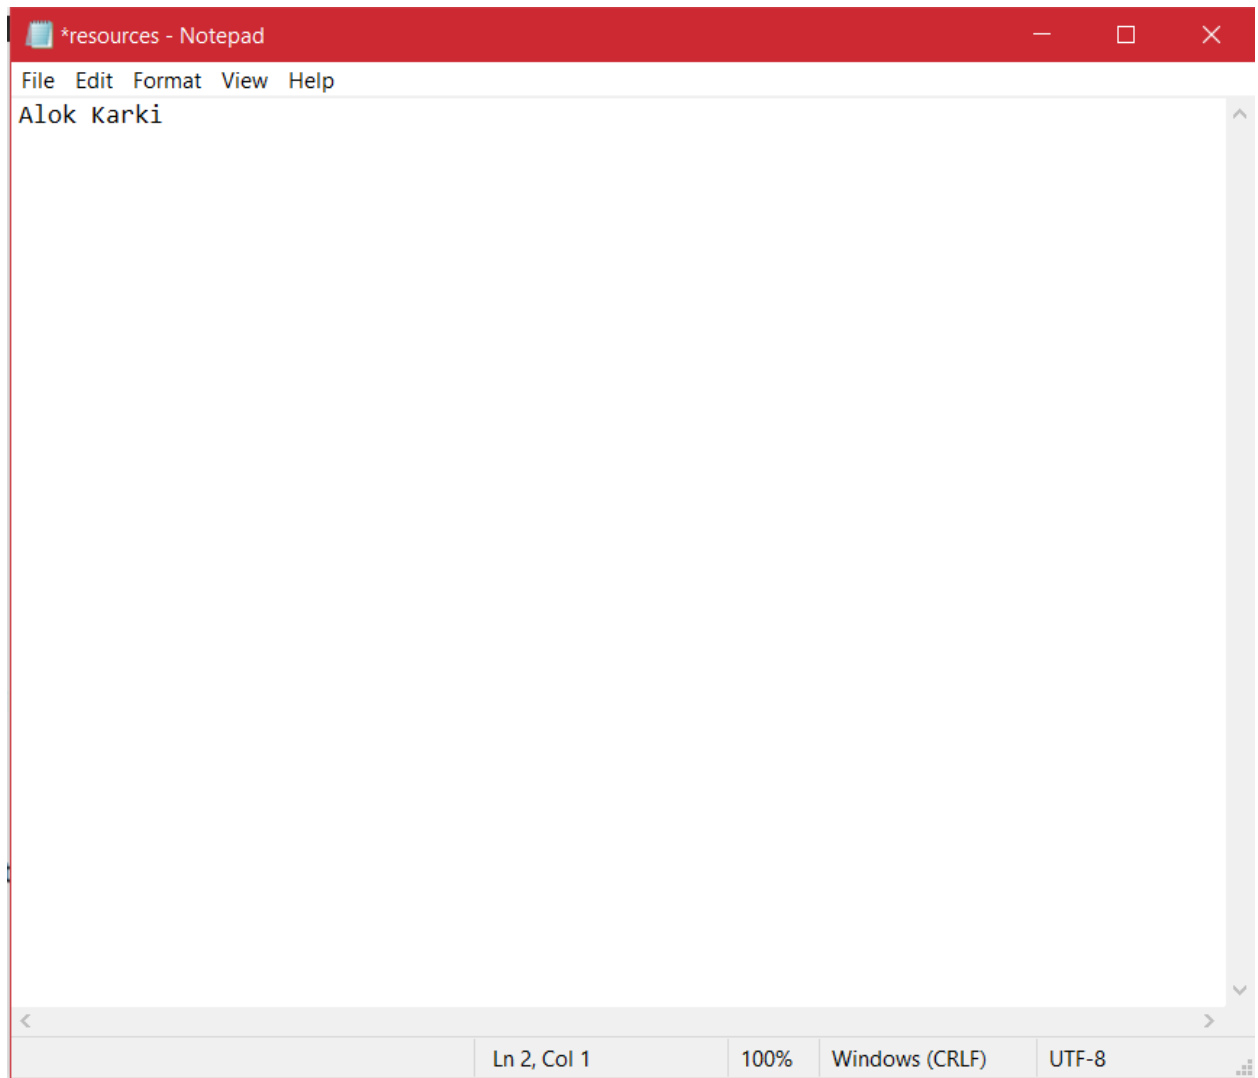 *resources - Notepad
File Edit Format View Help
Alok Karki
Ln 2, Col 1 100% Windows (CRLF) UTF-8